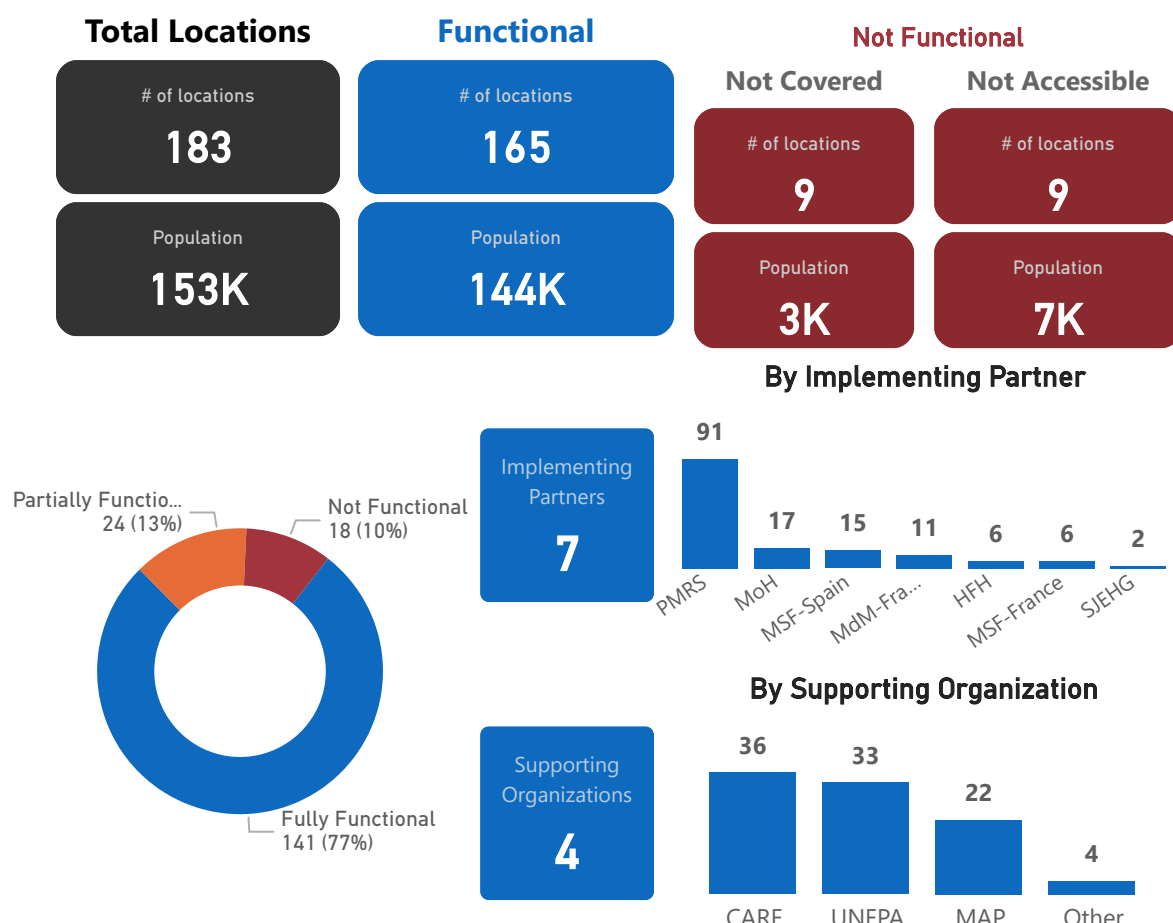 Total Locations
# of locations
183
Population
153K
Functional
# of locations
165
Population
144K
Not Functional
Not Covered
# of locations
9
Population
3K
Not Accessible
# of locations
9
Population
7K
Partially Functio...
24 (13%)
Not Functional
18 (10%)
Fully Functional
141 (77%)
Implementing
Partners
7
By Implementing Partner
91
17
15
11
6
6
2
PMRS
MoH
MSF-Spain
MdM-Fra...
HFH
MSF-France
SJEHG
Supporting
Organizations
4
By Supporting Organization
36
33
22
4
CARE
UNFPA
MAP
Other